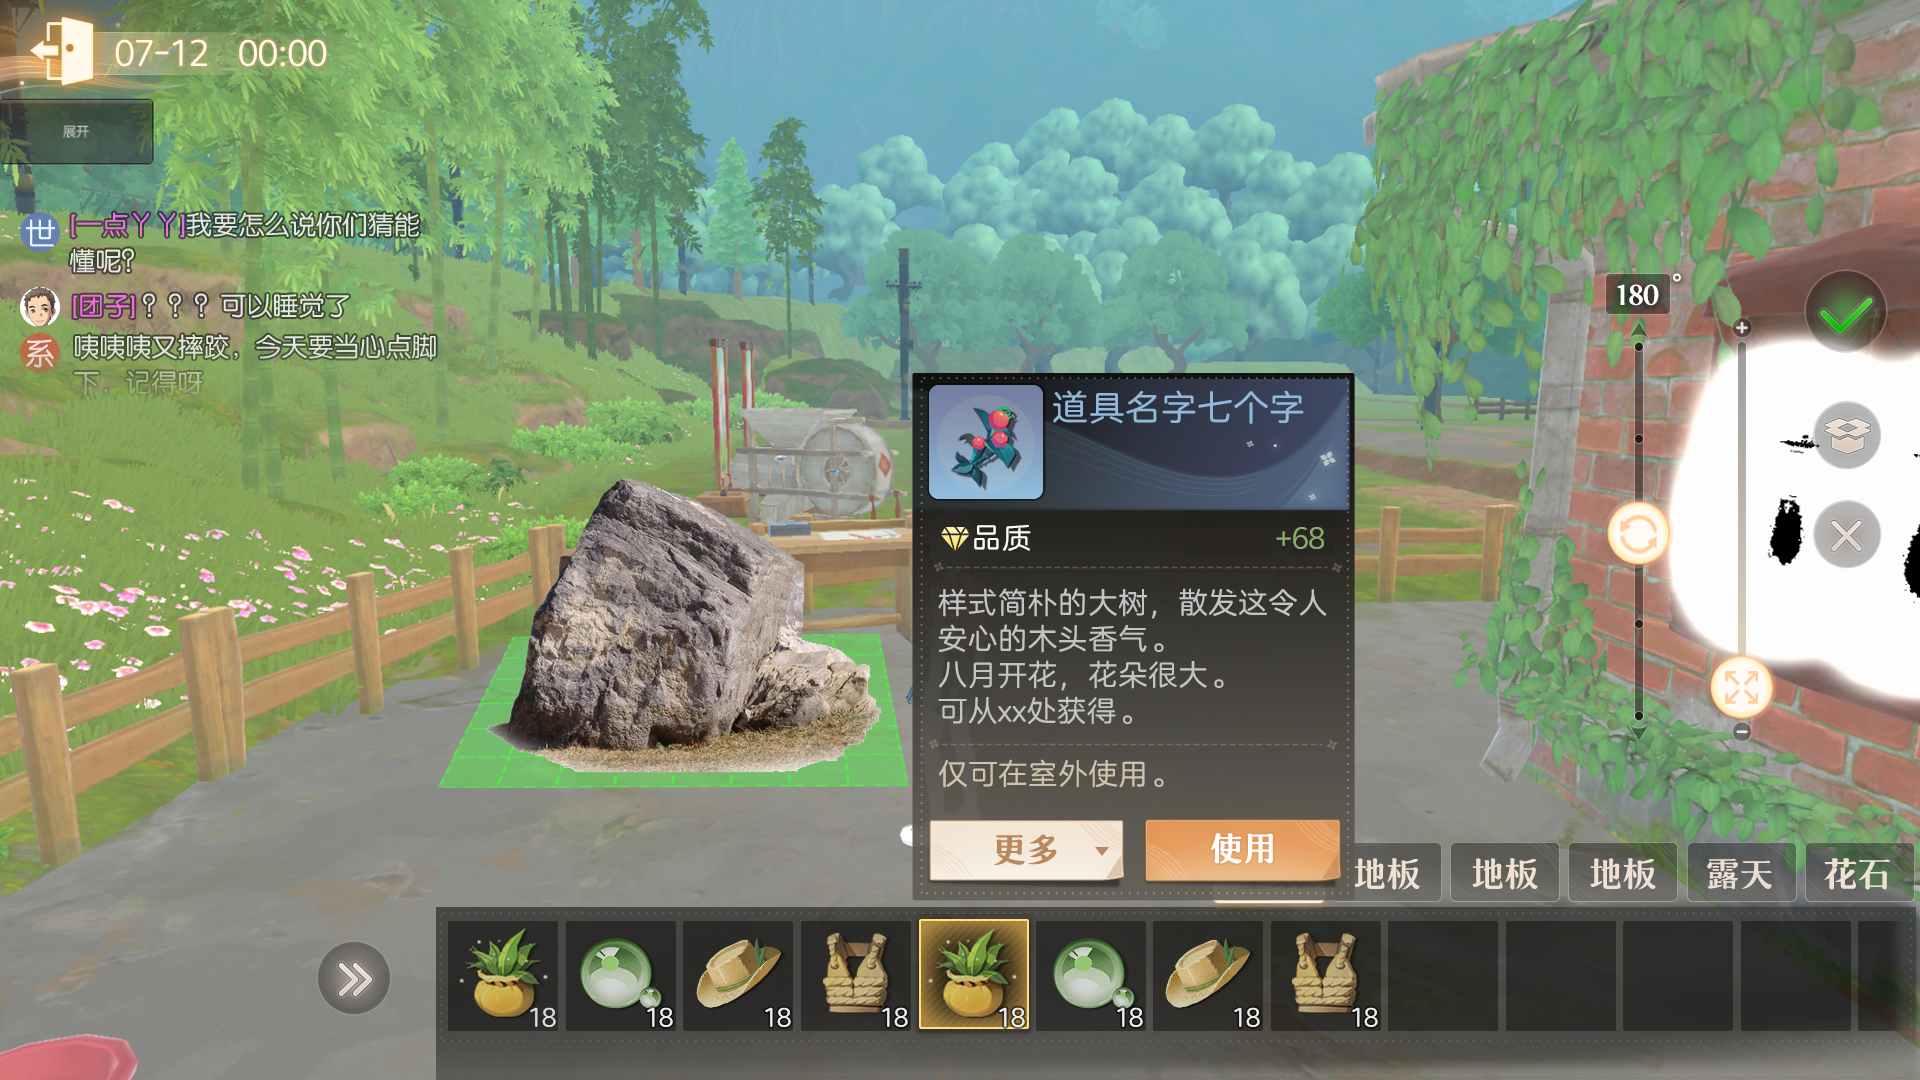 07-12 00:00
展开
世 [一点丫丫]我要怎么说你们猜能
懂呢?
[团子]？？？可以睡觉了
系 咦咦咦又摔跤，今天要当心点脚
下，记得呀
180°
道具名字七个字
品质 +68
样式简朴的大树，散发这令人
安心的木头香气。
八月开花，花朵很大。
可从xx处获得。
仅可在室外使用。
更多 使用
地板 地板 地板 露天 花石
18 18 18 18 18 18 18 18